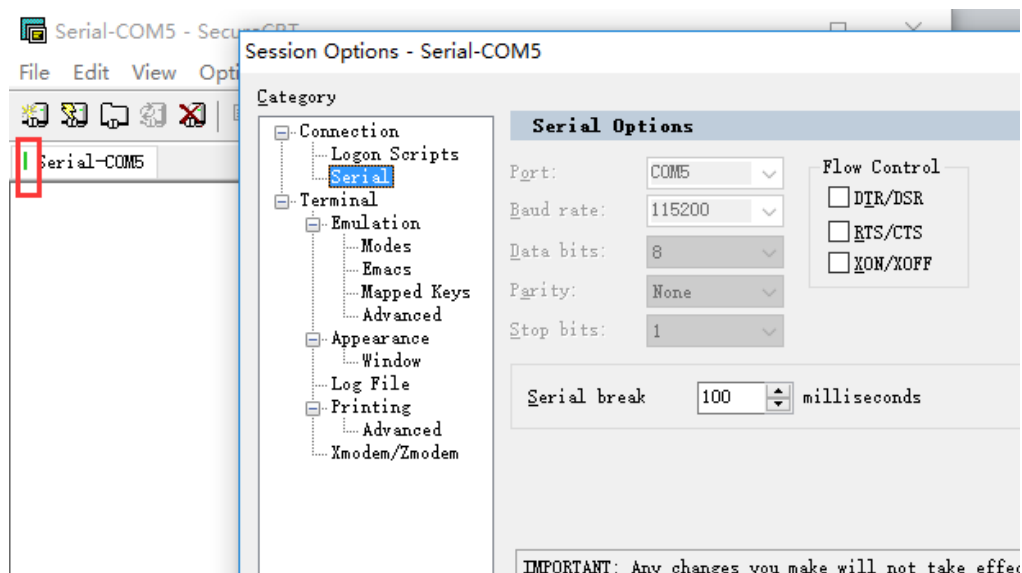 Serial-COM5 - SecureCRT
Session Options - Serial-COM5
File Edit View Opti
Category
Serial-COM5
Connection
Logon Scripts
Serial
Terminal
Emulation
Modes
Emacs
Mapped Keys
Advanced
Appearance
Window
Log File
Printing
Advanced
Xmodem/Zmodem
Serial Options
Port: COM5
Baud rate: 115200
Data bits: 8
Parity: None
Stop bits: 1
Flow Control
DTR/DSR
RTS/CTS
XON/XOFF
Serial break 100 milliseconds
IMPORTANT: Any changes you make will not take effec